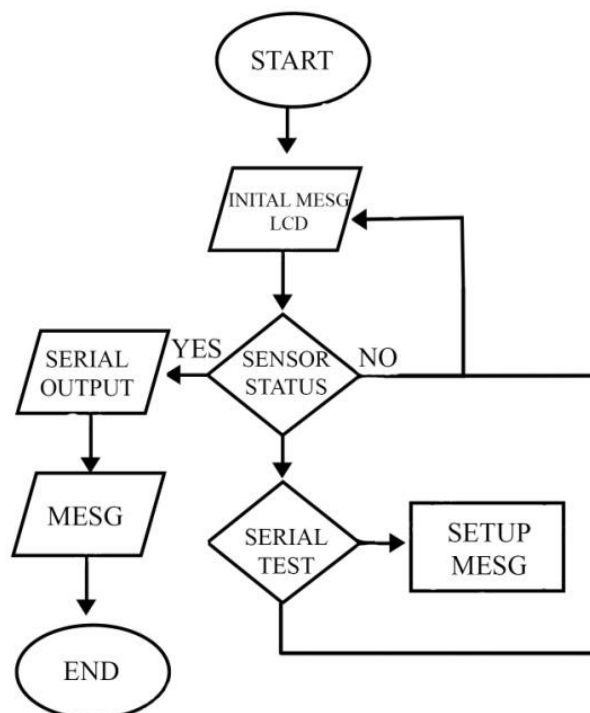 START
INITAL MESG
LCD
YES
SENSOR
STATUS
NO
SERIAL
OUTPUT
MESG
SERIAL
TEST
SETUP
MESG
END